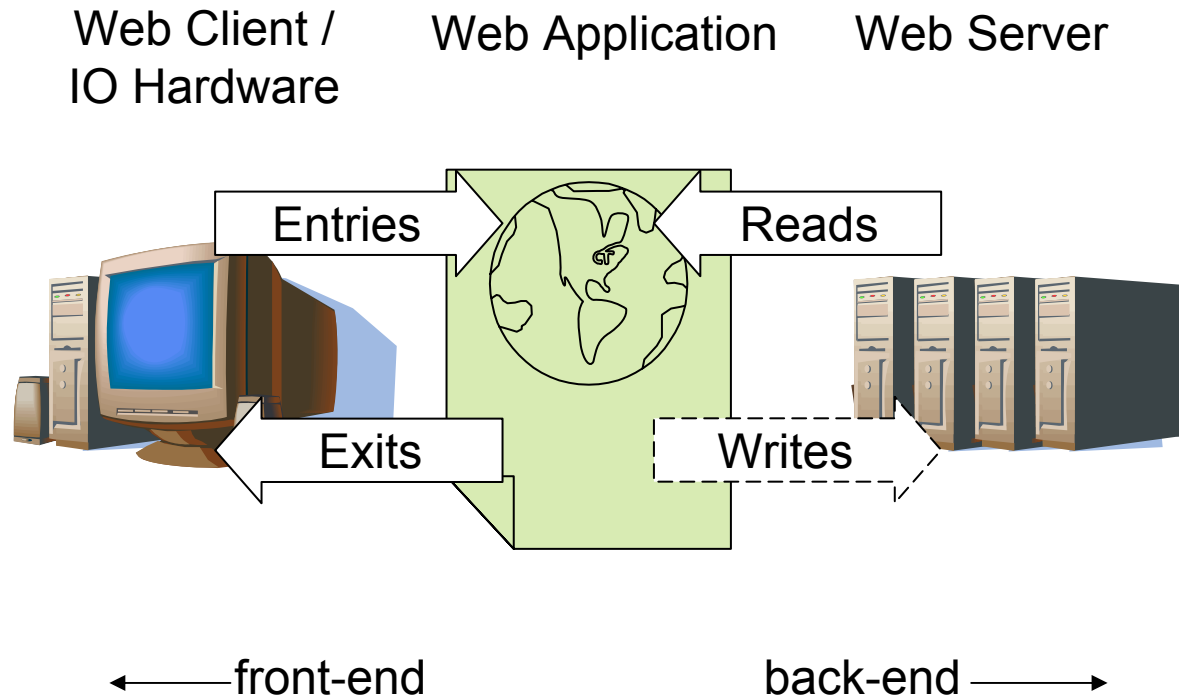 Web Client /
IO Hardware
Web Application
Web Server
Entries
Reads
Exits
Writes
front-end
back-end